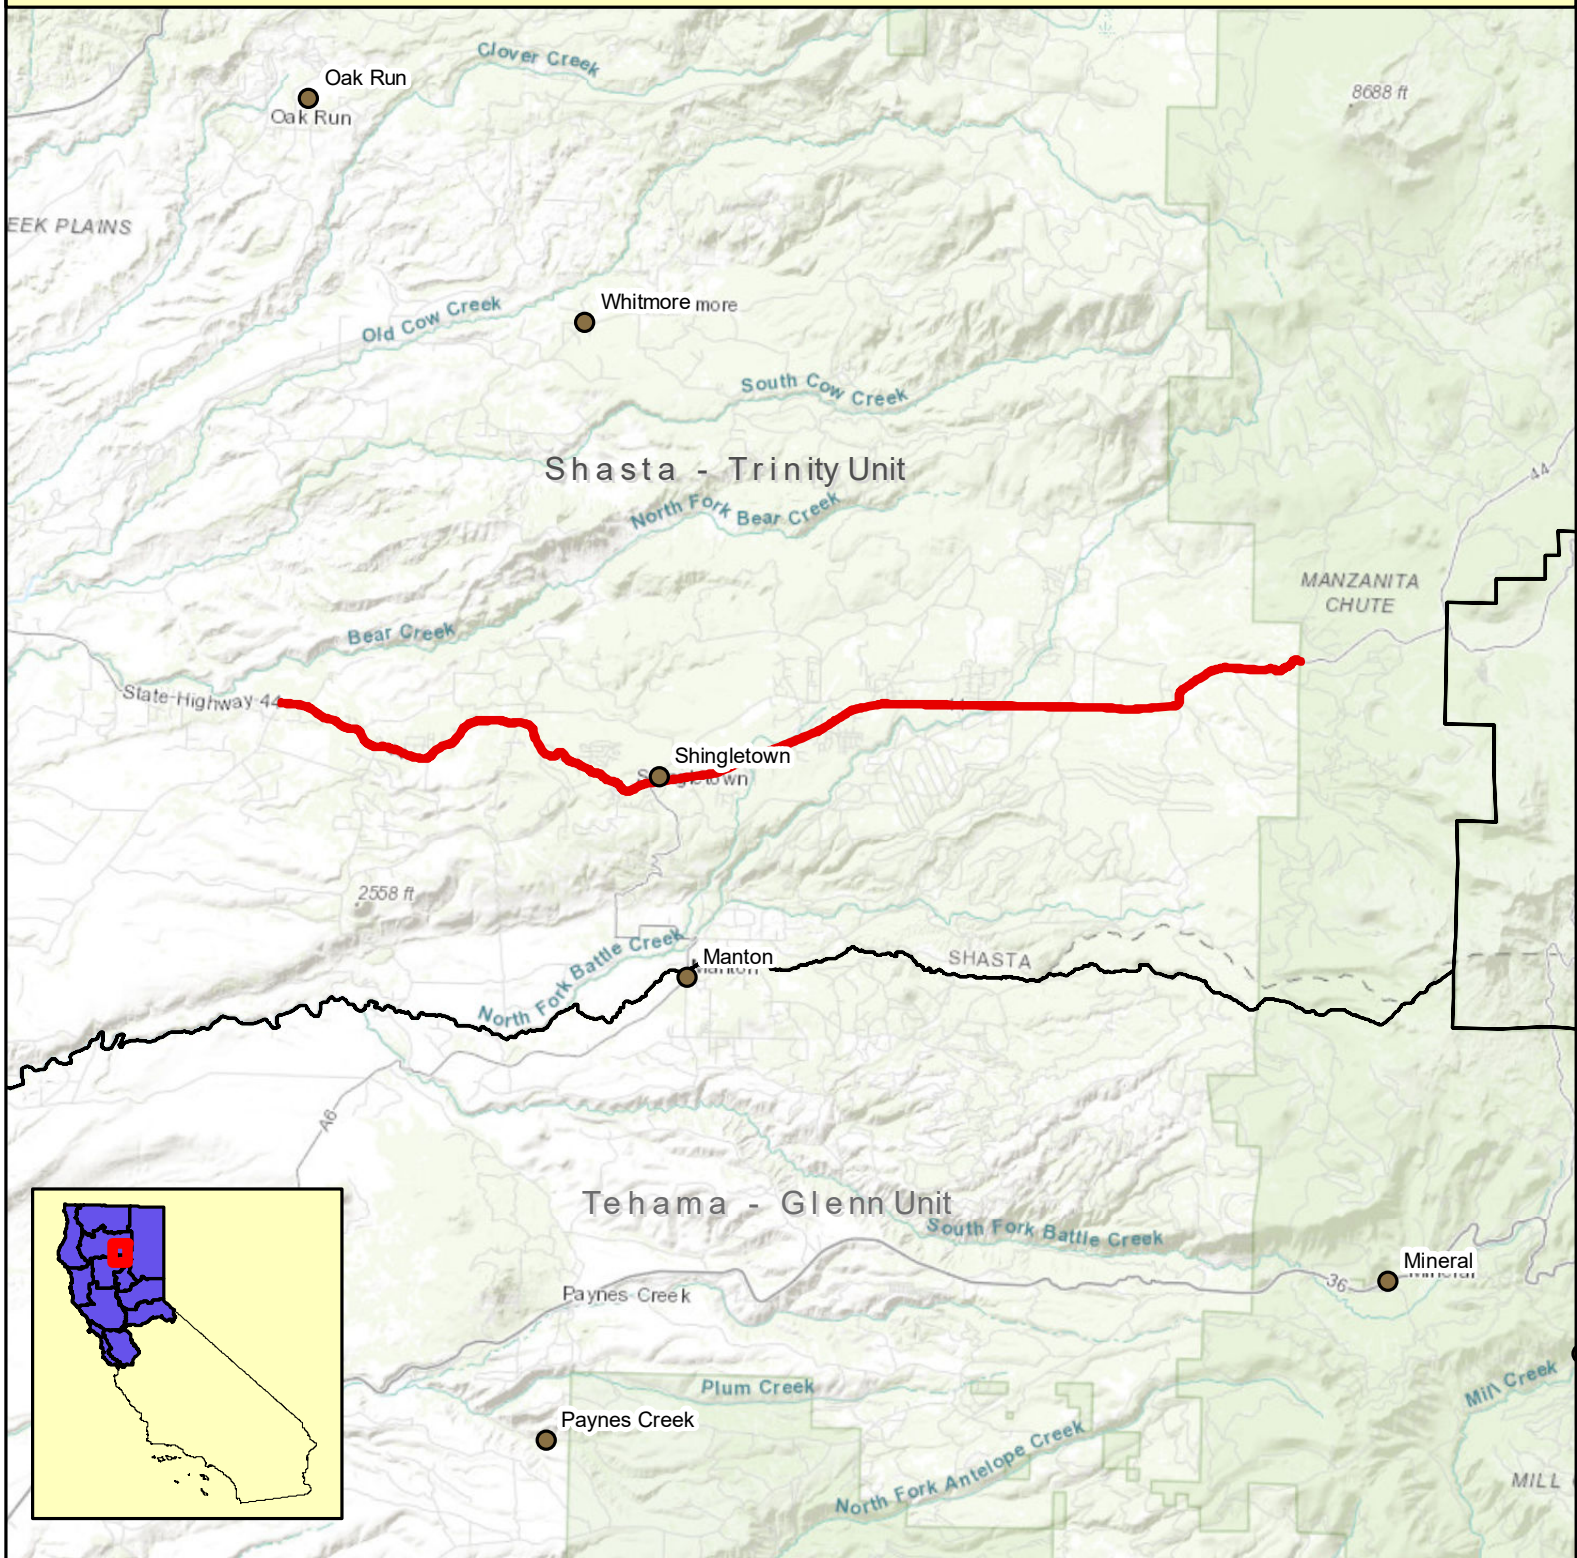 Clover Creek
Oak Run
Oak Run
8688 ft
EEK PLAINS
Whitmore
more
Old Cow Creek
South Cow Creek
Shasta - Trinity Unit
44
North Fork Bear Creek
MANZANITA
CHUTE
Bear Creek
State Highway 44
Shingletown
Shingletown
2558 ft
North Fork Battle Creek
Manton
Manton
SHASTA
A6
Tehama - Glenn Unit
South Fork Battle Creek
Mineral
Mineral
36
Paynes Creek
Plum Creek
Mill Creek
Paynes Creek
North Fork Antelope Creek
MILL